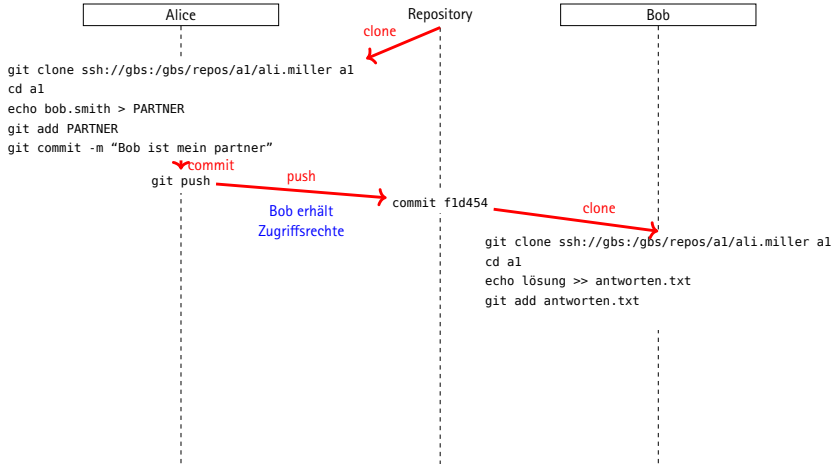 Alice
Repository
Bob
clone
git clone ssh://gbs:/gbs/repos/a1/ali.miller a1
cd a1
echo bob.smith > PARTNER
git add PARTNER
git commit -m “Bob ist mein partner”
commit
git push
push
Bob erhält
Zugriffsrechte
commit f1d454
clone
git clone ssh://gbs:/gbs/repos/a1/ali.miller a1
cd a1
echo lösung >> antworten.txt
git add antworten.txt